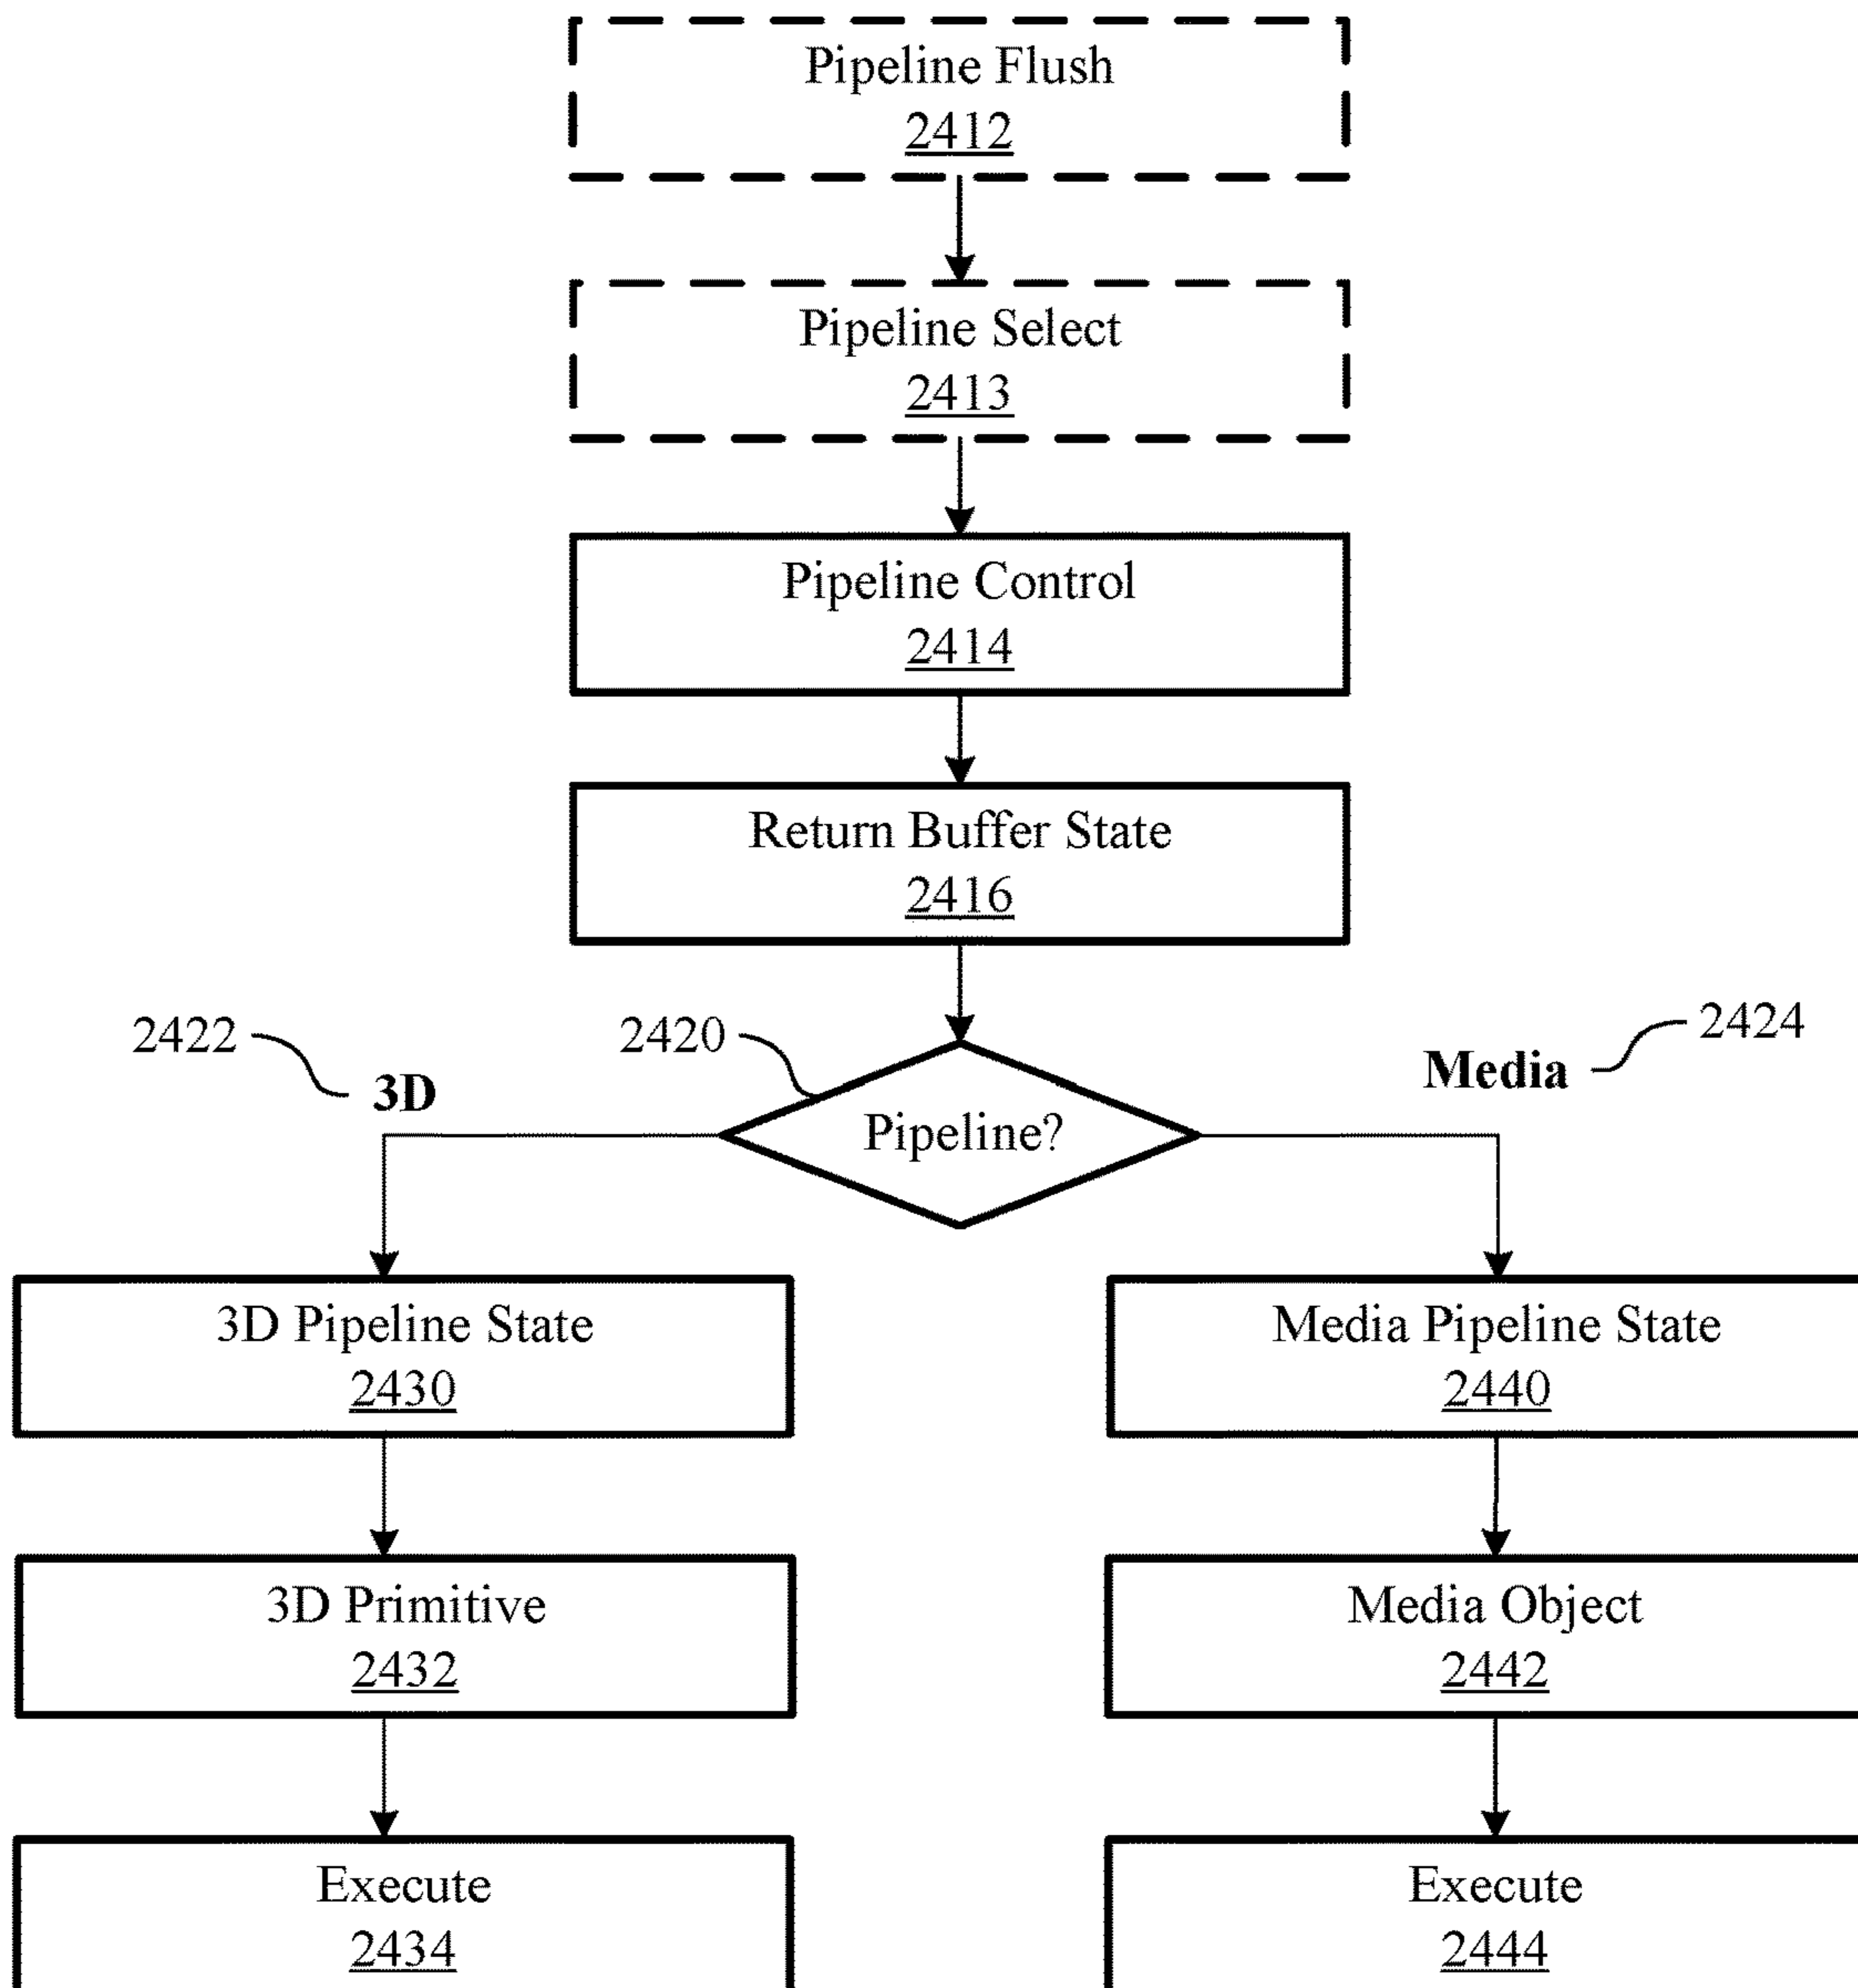 Pipeline Flush
2412
Pipeline Select
2413
Pipeline Control
2414
Return Buffer State
2416
2422
2420
2424
3D
Media
Pipeline?
3D Pipeline State
2430
Media Pipeline State
2440
3D Primitive
2432
Media Object
2442
Execute
2434
Execute
2444